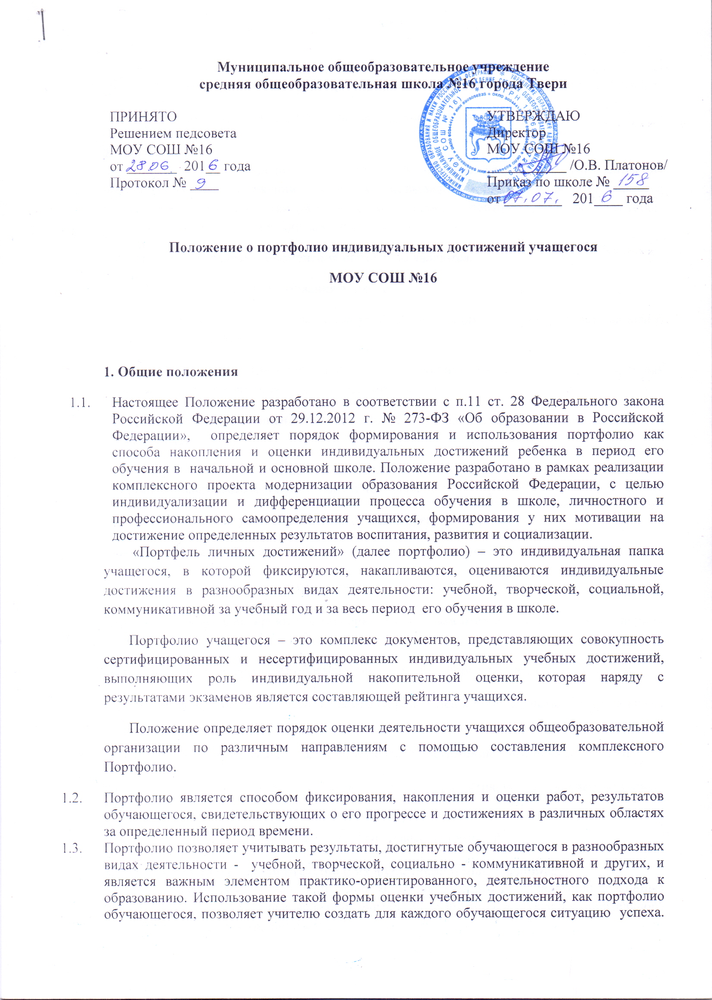 Муниципальное общеобразовательное учреждение
средняя общеобразовательная школа №16 города Твери
ПРИНЯТО
Решением педсовета
МОУ СОШ №16
от 28.06. 2016 года
Протокол № 9
УТВЕРЖДАЮ
Директор
МОУ СОШ №16
/О.В. Платонов/
Приказ по школе № 158
от 07.07. 2016 года
Положение о портфолио индивидуальных достижений учащегося
МОУ СОШ №16
1. Общие положения
1.1. Настоящее Положение разработано в соответствии с п.11 ст. 28 Федерального закона
Российской Федерации от 29.12.2012 г. № 273-ФЗ «Об образовании в Российской
Федерации», определяет порядок формирования и использования портфолио как
способа накопления и оценки индивидуальных достижений ребенка в период его
обучения в начальной и основной школе. Положение разработано в рамках реализации
комплексного проекта модернизации образования Российской Федерации, с целью
индивидуализации и дифференциации процесса обучения в школе, личностного и
профессионального самоопределения учащихся, формирования у них мотивации на
достижение определенных результатов воспитания, развития и социализации.
«Портфель личных достижений» (далее портфолио) – это индивидуальная папка
учащегося, в которой фиксируются, накапливаются, оцениваются индивидуальные
достижения в разнообразных видах деятельности: учебной, творческой, социальной,
коммуникативной за учебный год и за весь период его обучения в школе.
Портфолио учащегося – это комплекс документов, представляющих совокупность
сертифицированных и несертифицированных индивидуальных учебных достижений,
выполняющих роль индивидуальной накопительной оценки, которая наряду с
результатами экзаменов является составляющей рейтинга учащихся.
Положение определяет порядок оценки деятельности учащихся общеобразовательной
организации по различным направлениям с помощью составления комплексного
Портфолио.
1.2. Портфолио является способом фиксирования, накопления и оценки работ, результатов
обучающегося, свидетельствующих о его прогрессе и достижениях в различных областях
за определенный период времени.
1.3. Портфолио позволяет учитывать результаты, достигнутые обучающегося в разнообразных
видах деятельности - учебной, творческой, социально - коммуникативной и других, и
является важным элементом практико-ориентированного, деятельностного подхода к
образованию. Использование такой формы оценки учебных достижений, как портфолио
обучающегося, позволяет учителю создать для каждого обучающегося ситуацию успеха.